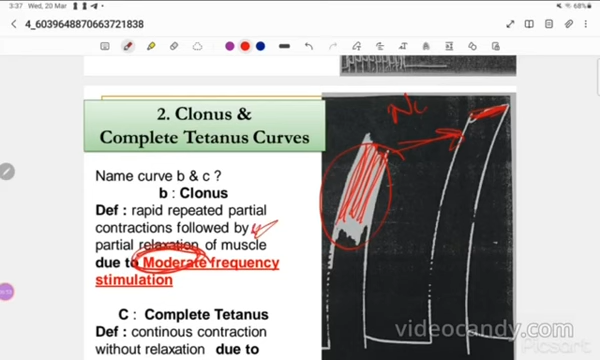 3:37 Wed, 20 Mar
68%
4_6039648870663721838
2. Clonus &
Complete Tetanus Curves
Name curve b & c ?
b : Clonus
Def : rapid repeated partial
contractions followed by
partial relaxation of muscle
due to Moderate frequency
stimulation
C : Complete Tetanus
Def : continous contraction
without relaxation due to
videocandy.com
Picsart